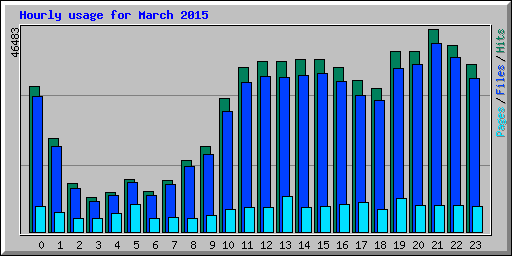 Hourly usage for March 2015
46483
Pages/Files/Hits
0 1 2 3 4 5 6 7 8 9 10 11 12 13 14 15 16 17 18 19 20 21 22 23